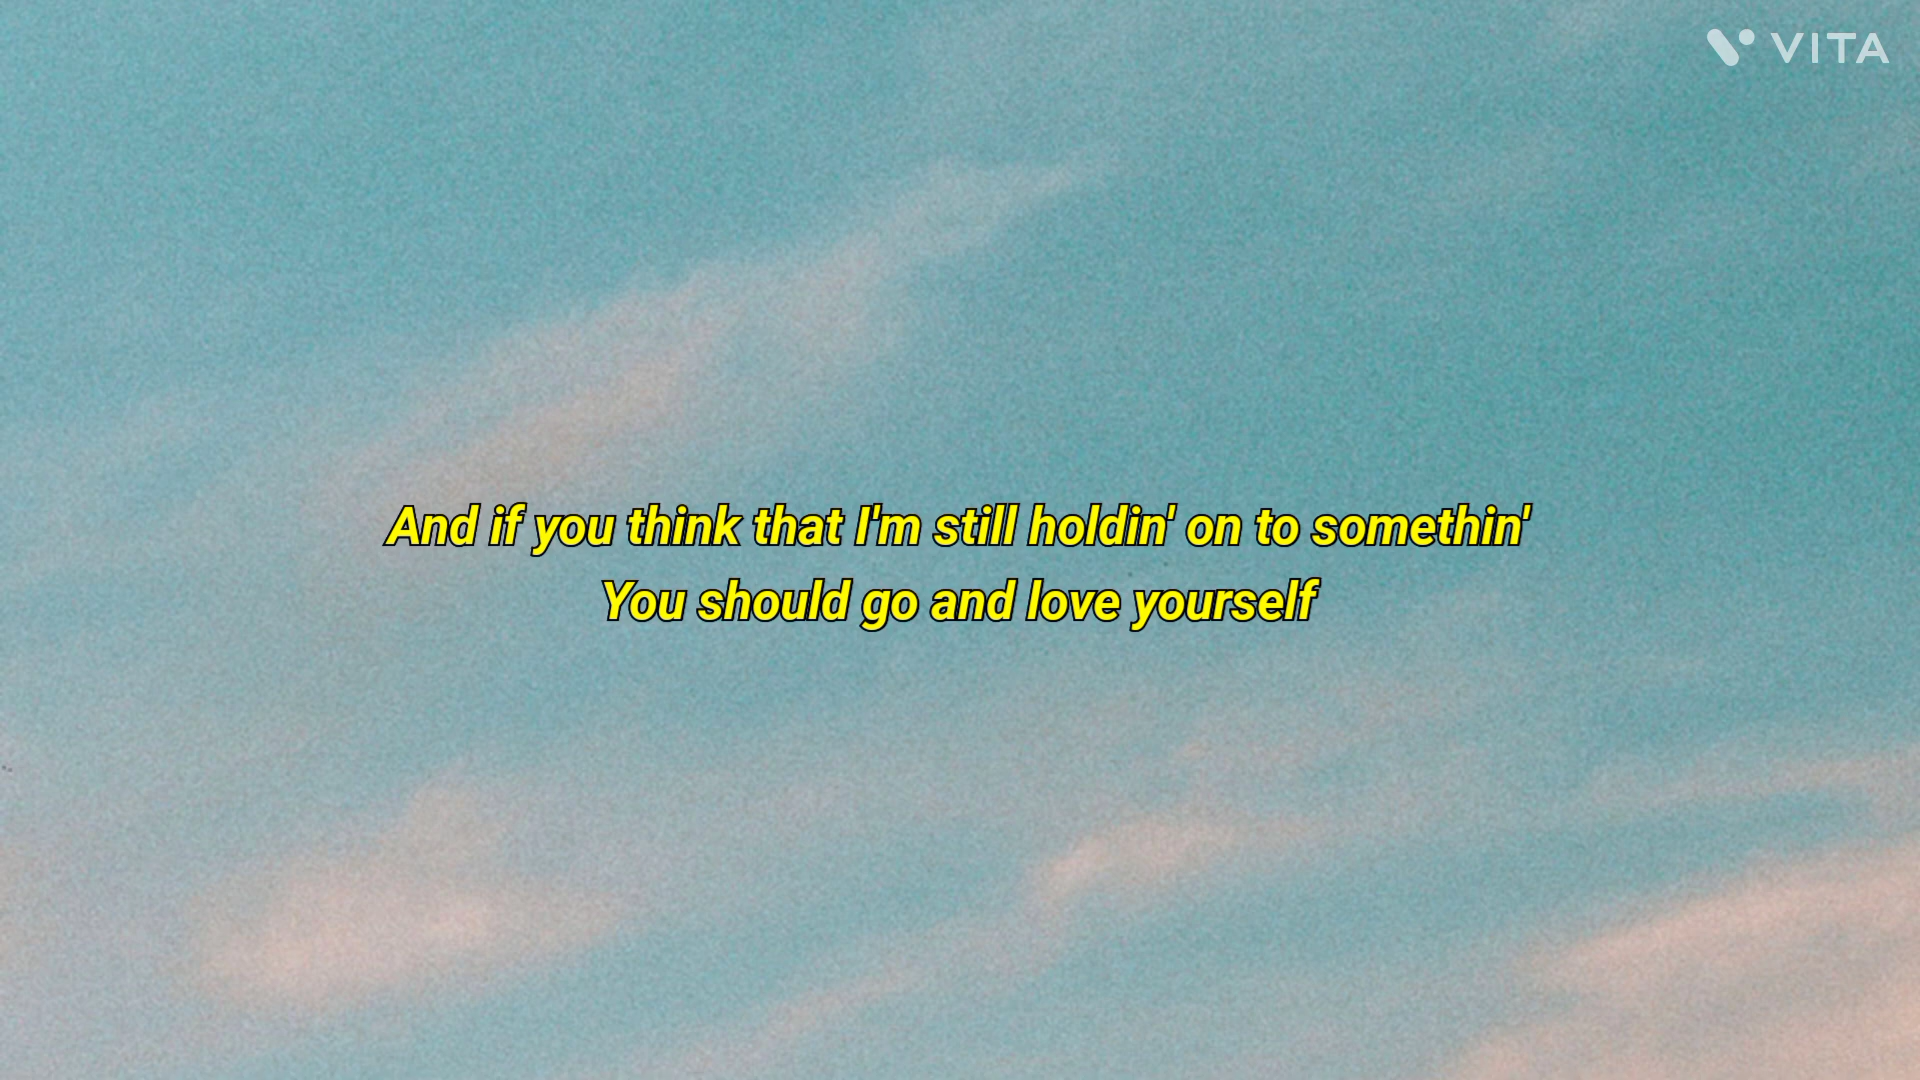 VITA
And if you think that I'm still holdin' on to somethin'
You should go and love yourself